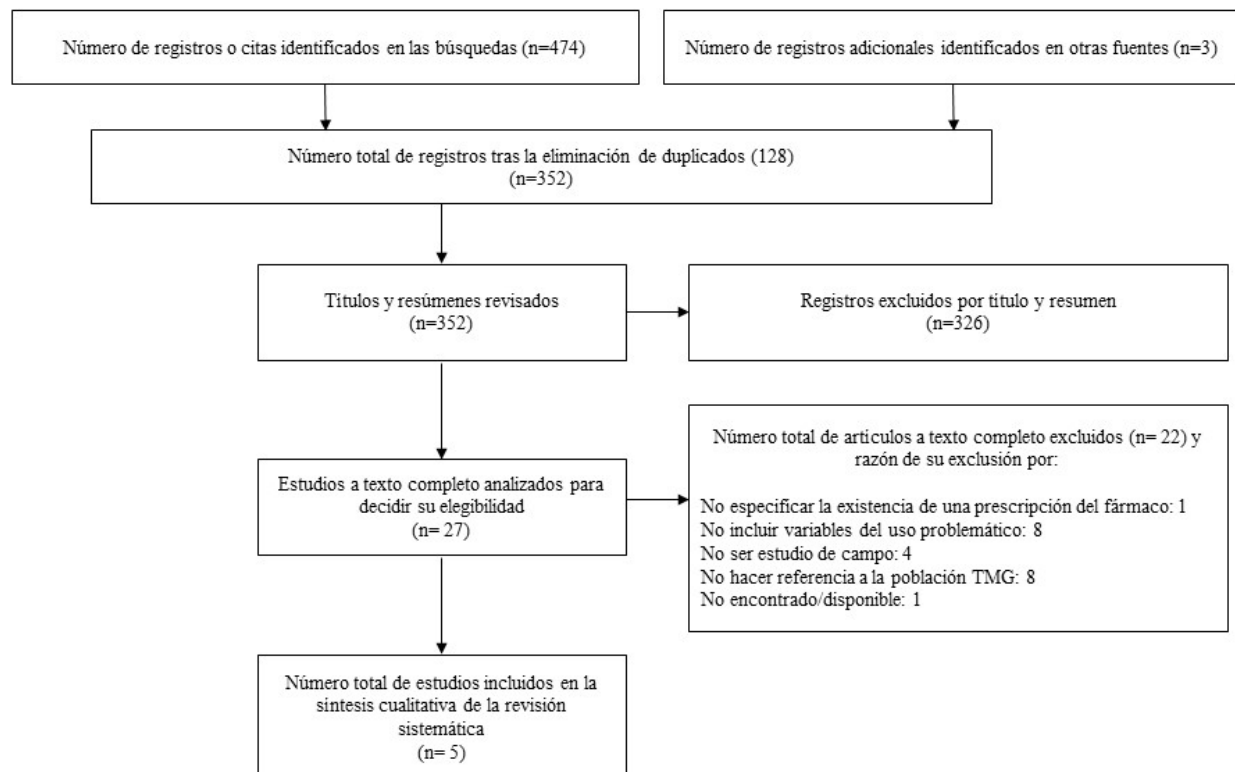 Número de registros o citas identificados en las búsquedas (n=474)
Número de registros adicionales identificados en otras fuentes (n=3)
Número total de registros tras la eliminación de duplicados (128)
(n=352)
Títulos y resúmenes revisados
(n=352)
Registros excluidos por título y resumen
(n=326)
Estudios a texto completo analizados para
decidir su elegibilidad
(n= 27)
Número total de artículos a texto completo excluidos (n= 22) y
razón de su exclusión por:
No especificar la existencia de una prescripción del fármaco: 1
No incluir variables del uso problemático: 8
No ser estudio de campo: 4
No hacer referencia a la población TMG: 8
No encontrado/disponible: 1
Número total de estudios incluidos en la
síntesis cualitativa de la revisión
sistemática
(n= 5)